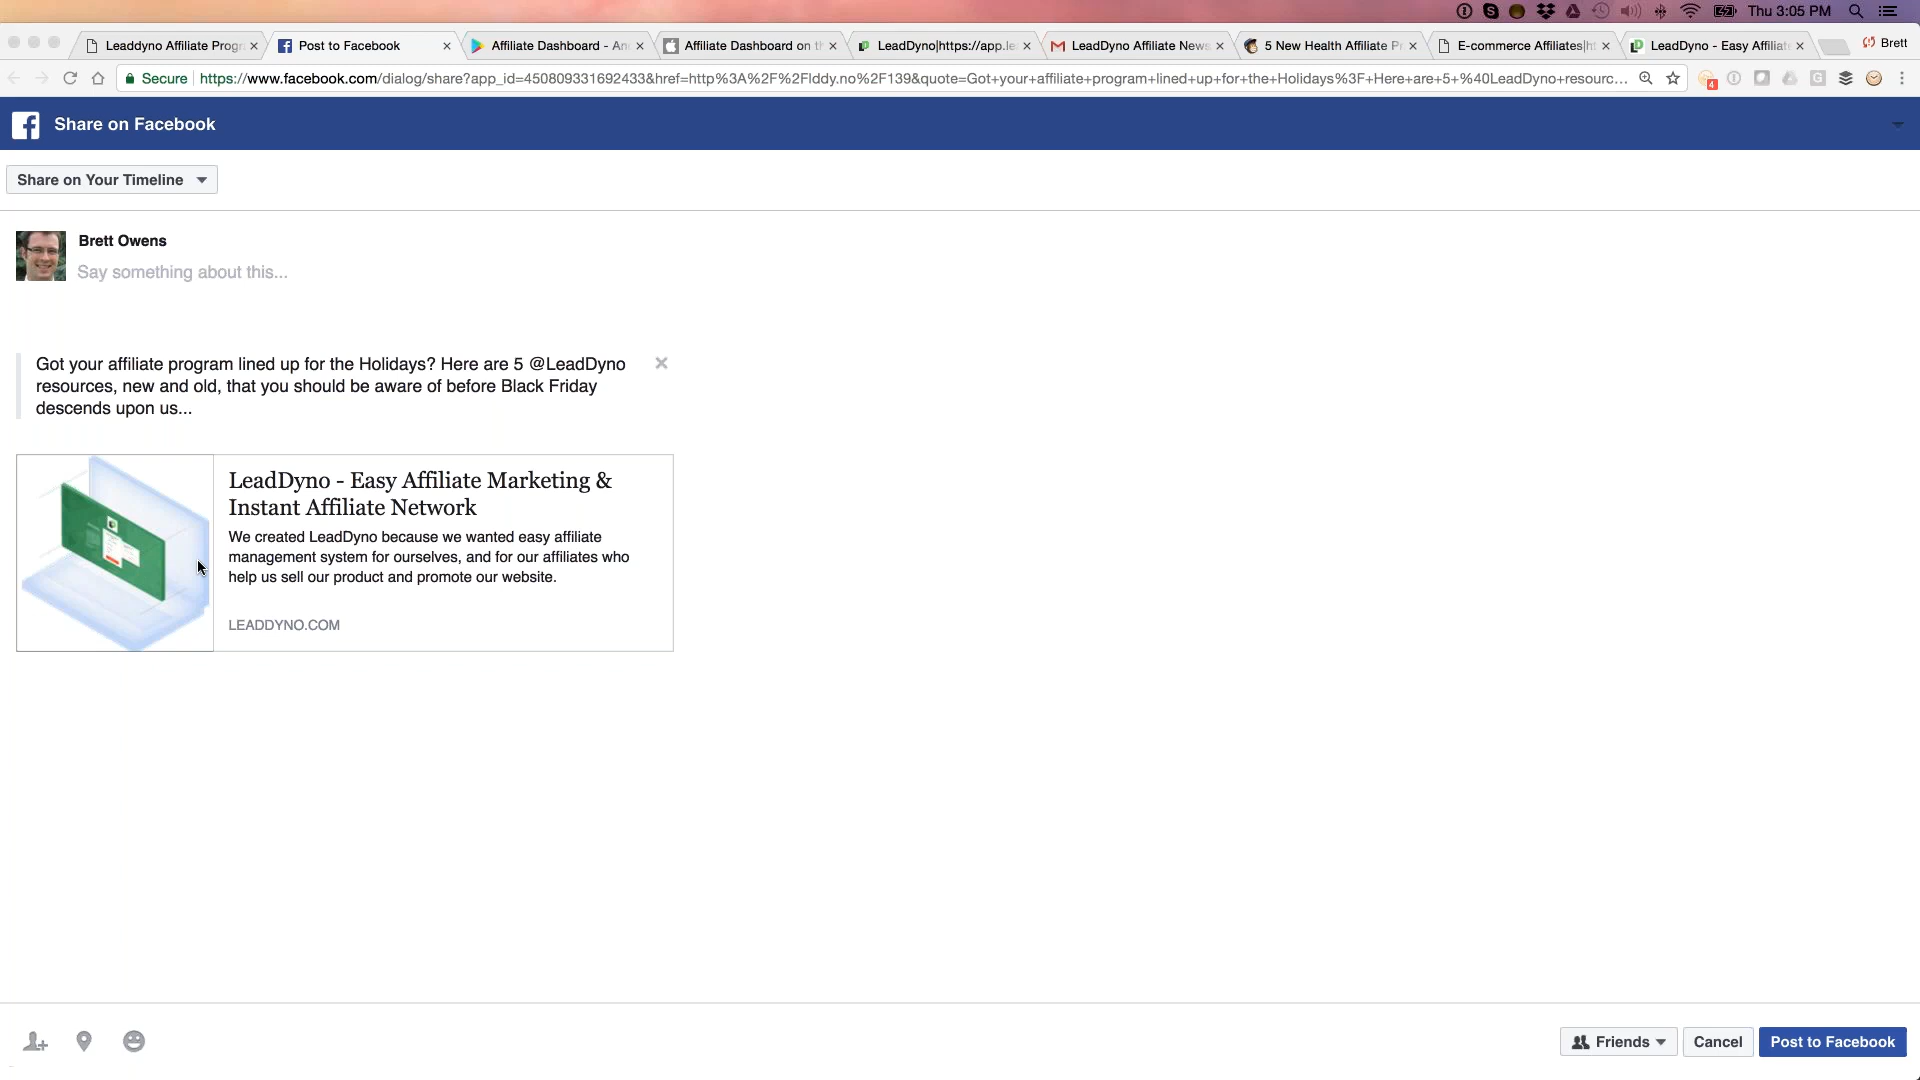 Thu 3:05 PM
Leaddyno Affiliate Progr
Post to Facebook
Affiliate Dashboard - An
Affiliate Dashboard on t
LeadDyno|https://app.le
LeadDyno Affiliate News
5 New Health Affiliate P
E-commerce Affiliates|ht
LeadDyno - Easy Affiliat
Brett
Secure
https://www.facebook.com/dialog/share?app_id=450809331692433&href=http%3A%2F%2Flddy.no%2F139&quote=Got+your+affiliate+program+lined+up+for+the+Holidays%3F+Here+are+5+%40LeadDyno+resourc...
4
Share on Facebook
Share on Your Timeline
Brett Owens
Say something about this...
Got your affiliate program lined up for the Holidays? Here are 5 @LeadDyno
resources, new and old, that you should be aware of before Black Friday
descends upon us...
LeadDyno - Easy Affiliate Marketing &
Instant Affiliate Network
We created LeadDyno because we wanted easy affiliate
management system for ourselves, and for our affiliates who
help us sell our product and promote our website.
LEADDYNO.COM
Friends
Cancel
Post to Facebook